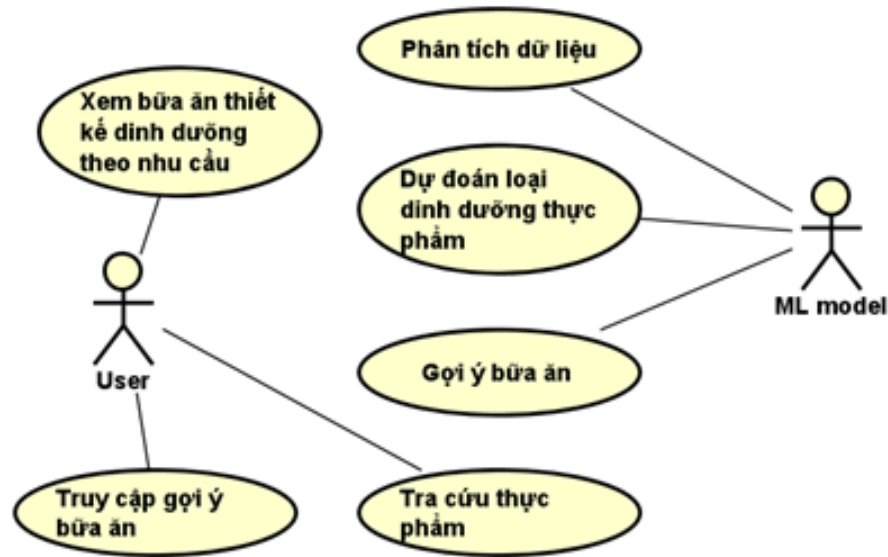 Phân tích dữ liệu
Xem bữa ăn thiết
kế dinh dưỡng
theo nhu cầu
Dự đoán loại
dinh dưỡng thực
phẩm
ML model
Gợi ý bữa ăn
User
Truy cập gợi ý
bữa ăn
Tra cứu thực
phẩm